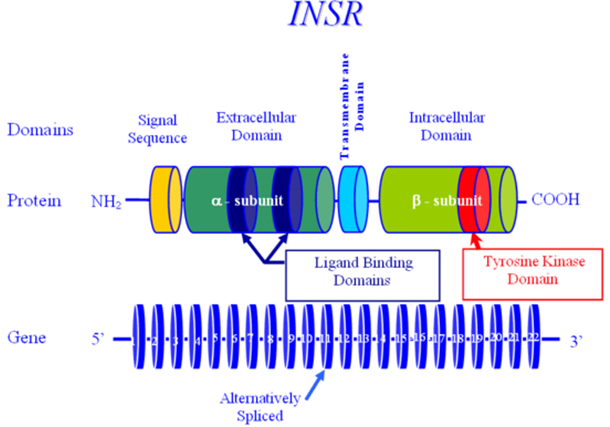 INSR
Transmembrane
Domain
Signal
Sequence
Extracellular
Domain
Intracellular
Domain
Domains
Protein
NH2
α - subunit
β - subunit
COOH
Ligand Binding
Domains
Tyrosine Kinase
Domain
Gene
5’
1 2 3 4 5 6 7 8 9 10 11 12 13 14 15 16 17 18 19 20 21 22
3’
Alternatively
Spliced